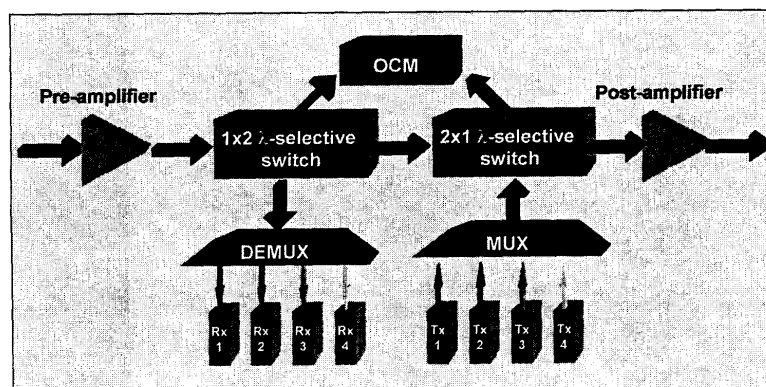 OCM
Pre-amplifier
Post-amplifier
1x2 λ-selective
switch
2x1 λ-selective
switch
DEMUX
MUX
Rx
1
Rx
2
Rx
3
Rx
4
Tx
1
Tx
2
Tx
3
Tx
4